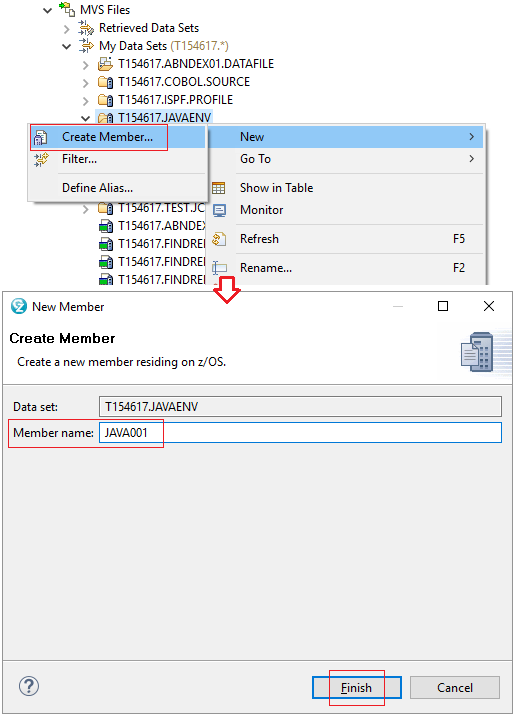 MVS Files
Retrieved Data Sets
My Data Sets (T154617.*)
T154617.ABNDEX01.DATAFILE
T154617.COBOL.SOURCE
T154617.ISPF.PROFILE
T154617.JAVAENV
Create Member... New
Filter... Go To
Define Alias... Show in Table
T154617.TEST.JC Monitor
T154617.ABNDEX
T154617.FINDREI Refresh F5
T154617.FINDREI
T154617.FINDREI Rename... F2
New Member
Create Member
Create a new member residing on z/OS.
Data set: T154617.JAVAENV
Member name: JAVA001
? Finish Cancel